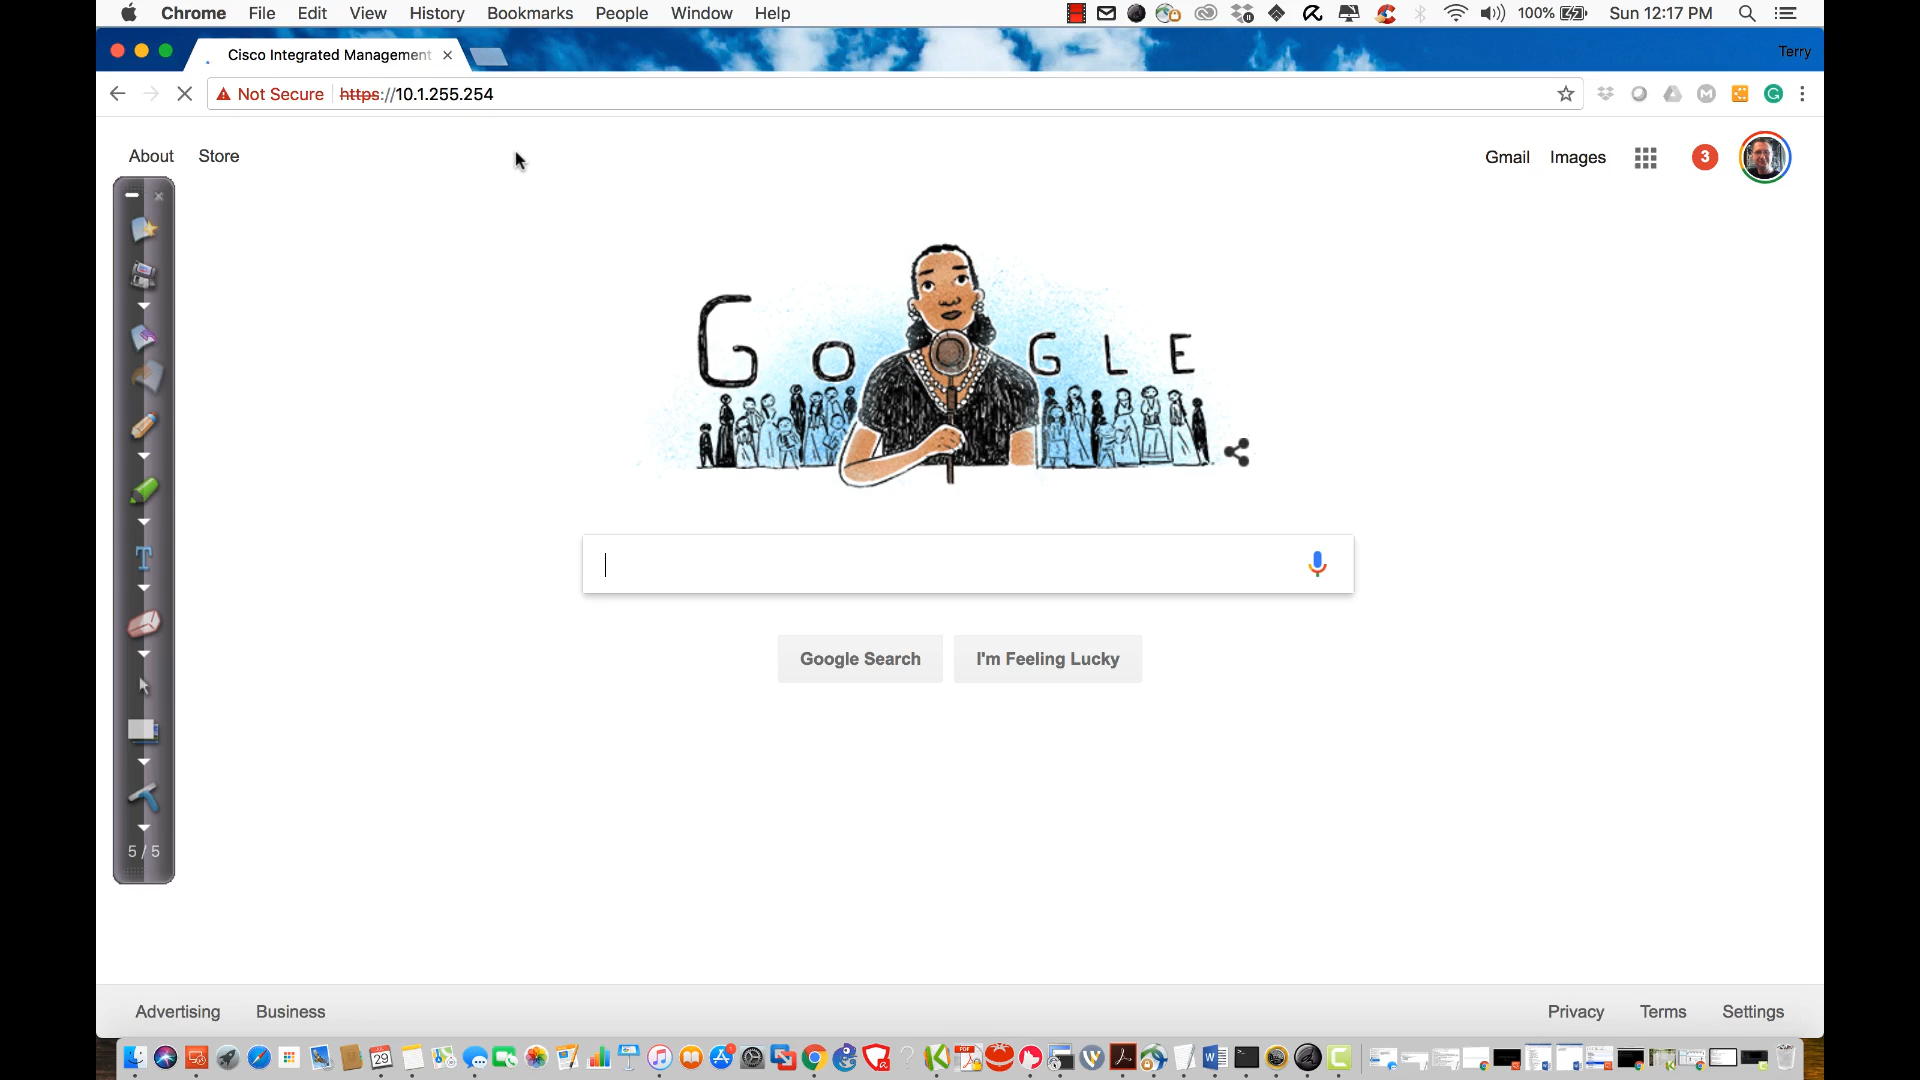 Chrome File Edit View History Bookmarks People Window Help 100% Sun 12:17 PM
Cisco Integrated Management
Terry
Not Secure https://10.1.255.254
About Store Gmail Images 3
G O G L E
Google Search I'm Feeling Lucky
T
5 / 5
Advertising Business Privacy Terms Settings